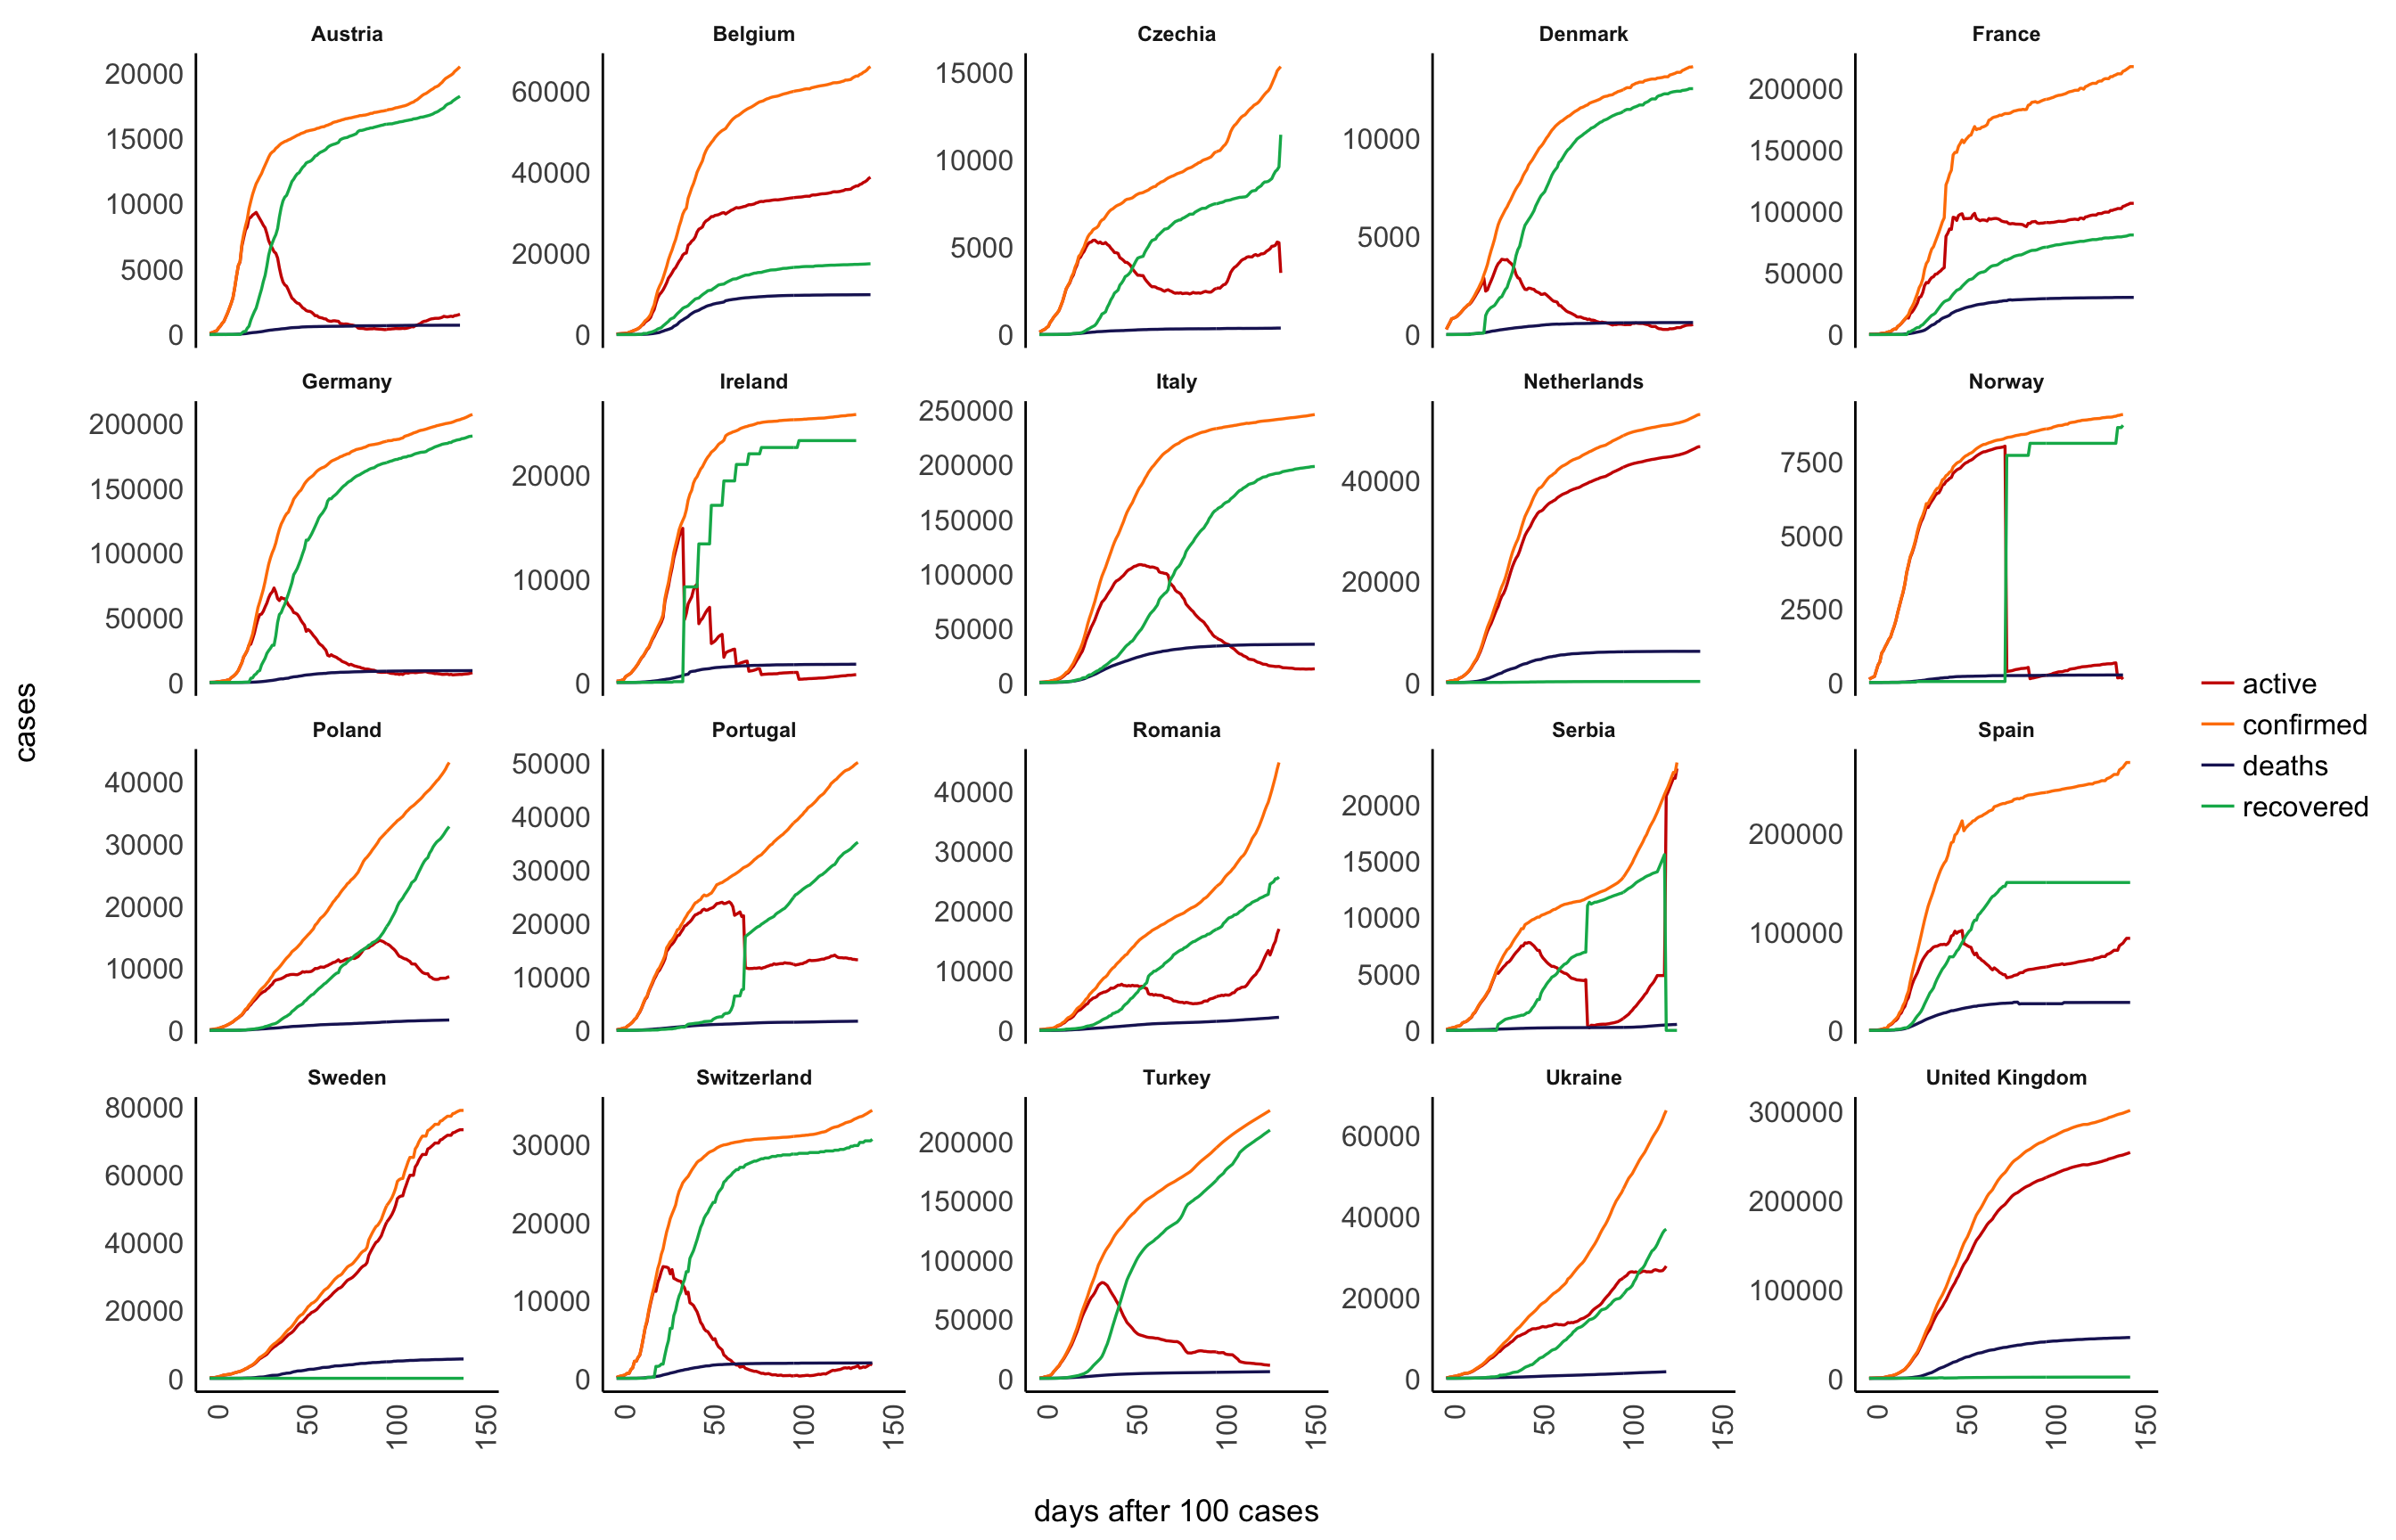 Austria Belgium Czechia Denmark France
20000 15000 10000 5000 0
60000 40000 20000 0
15000 10000 5000 0
10000 5000 0
200000 150000 100000 50000 0
Germany Ireland Italy Netherlands Norway
200000 150000 100000 50000 0
20000 10000 0
250000 200000 150000 100000 50000 0
40000 20000 0
7500 5000 2500 0
Poland Portugal Romania Serbia Spain
40000 30000 20000 10000 0
50000 40000 30000 20000 10000 0
40000 30000 20000 10000 0
20000 15000 10000 5000 0
200000 100000 0
Sweden Switzerland Turkey Ukraine United Kingdom
80000 60000 40000 20000 0
30000 20000 10000 0
200000 150000 100000 50000 0
60000 40000 20000 0
300000 200000 100000 0
0 50 100 150 0 50 100 150 0 50 100 150 0 50 100 150 0 50 100 150
days after 100 cases
cases
active
confirmed
deaths
recovered